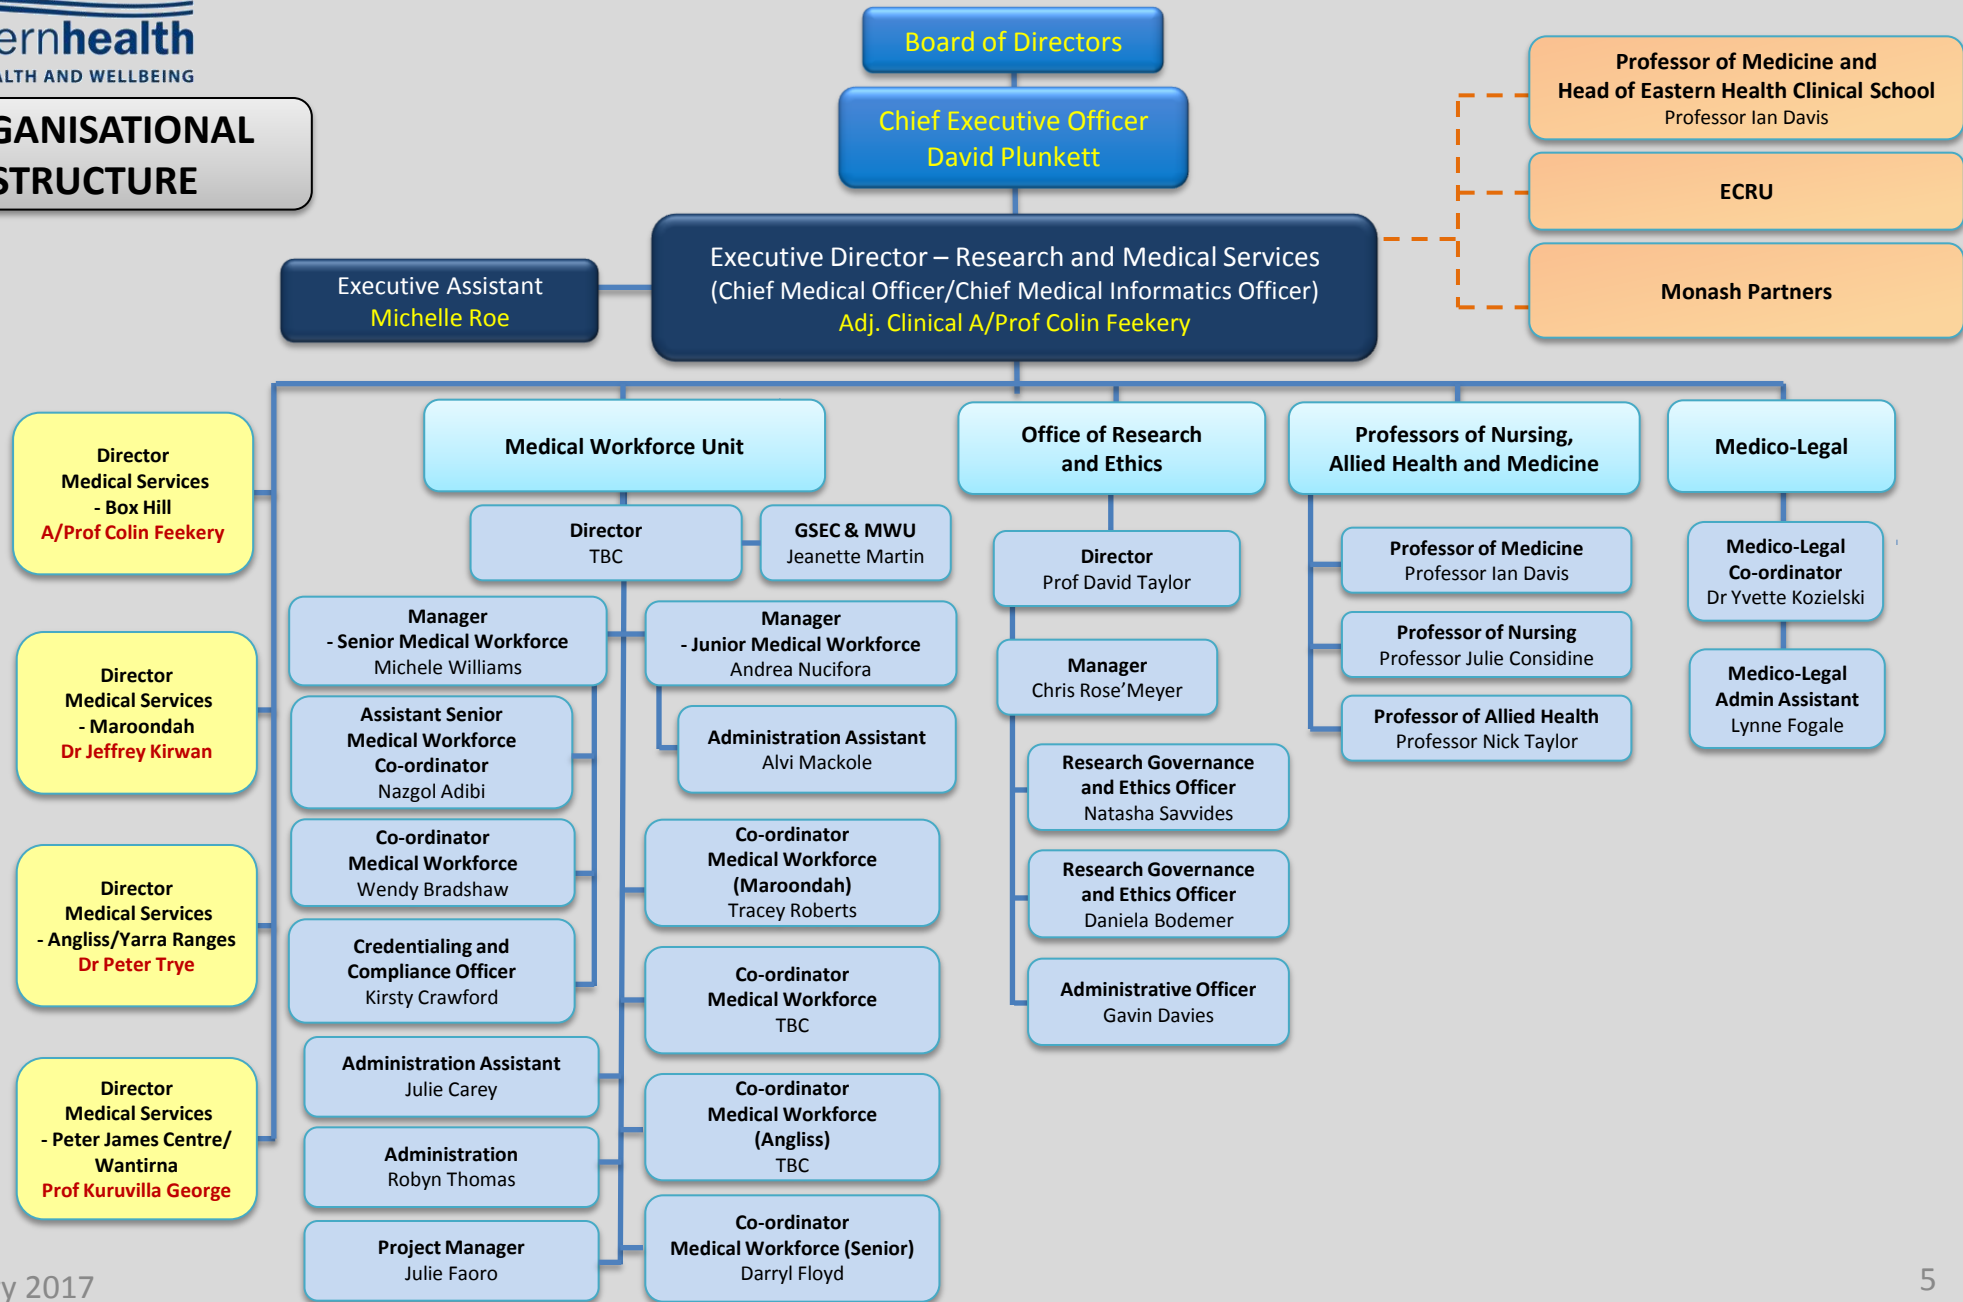 ernhealth
ALTH AND WELLBEING
GANISATIONAL
STRUCTURE
Board of Directors
Chief Executive Officer
David Plunkett
Executive Director – Research and Medical Services
(Chief Medical Officer/Chief Medical Informatics Officer)
Adj. Clinical A/Prof Colin Feekery
Executive Assistant
Michelle Roe
Professor of Medicine and
Head of Eastern Health Clinical School
Professor Ian Davis
ECRU
Monash Partners
Director
Medical Services
- Box Hill
A/Prof Colin Feekery
Director
Medical Services
- Maroondah
Dr Jeffrey Kirwan
Director
Medical Services
- Angliss/Yarra Ranges
Dr Peter Trye
Director
Medical Services
- Peter James Centre/
Wantirna
Prof Kuruvilla George
Medical Workforce Unit
Director
TBC
GSEC & MWU
Jeanette Martin
Manager
- Senior Medical Workforce
Michele Williams
Assistant Senior
Medical Workforce
Co-ordinator
Nazgol Adibi
Co-ordinator
Medical Workforce
Wendy Bradshaw
Credentialing and
Compliance Officer
Kirsty Crawford
Administration Assistant
Julie Carey
Administration
Robyn Thomas
Project Manager
Julie Faoro
Manager
- Junior Medical Workforce
Andrea Nucifora
Administration Assistant
Alvi Mackole
Co-ordinator
Medical Workforce
(Maroondah)
Tracey Roberts
Co-ordinator
Medical Workforce
TBC
Co-ordinator
Medical Workforce
(Angliss)
TBC
Co-ordinator
Medical Workforce (Senior)
Darryl Floyd
Office of Research
and Ethics
Director
Prof David Taylor
Manager
Chris Rose’Meyer
Research Governance
and Ethics Officer
Natasha Savvides
Research Governance
and Ethics Officer
Daniela Bodemer
Administrative Officer
Gavin Davies
Professors of Nursing,
Allied Health and Medicine
Professor of Medicine
Professor Ian Davis
Professor of Nursing
Professor Julie Considine
Professor of Allied Health
Professor Nick Taylor
Medico-Legal
Medico-Legal
Co-ordinator
Dr Yvette Kozielski
Medico-Legal
Admin Assistant
Lynne Fogale
y 2017
5